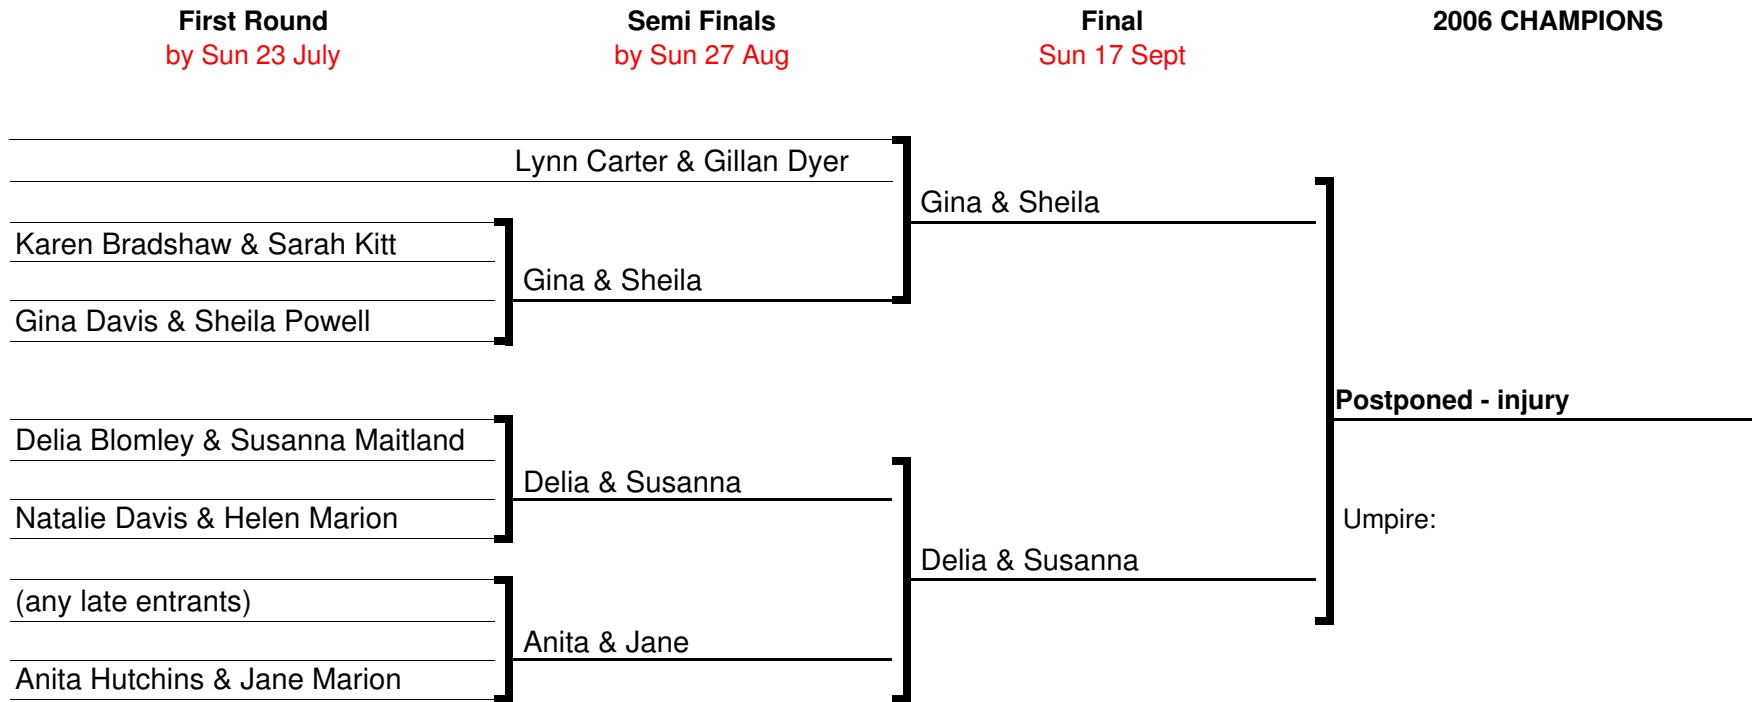 First Round
Semi Finals
Final
2006 CHAMPIONS
by Sun 23 July
by Sun 27 Aug
Sun 17 Sept
Lynn Carter & Gillan Dyer
Gina & Sheila
Karen Bradshaw & Sarah Kitt
Gina & Sheila
Gina Davis & Sheila Powell
Postponed - injury
Delia Blomley & Susanna Maitland
Delia & Susanna
Natalie Davis & Helen Marion
Umpire:
Delia & Susanna
(any late entrants)
Anita & Jane
Anita Hutchins & Jane Marion